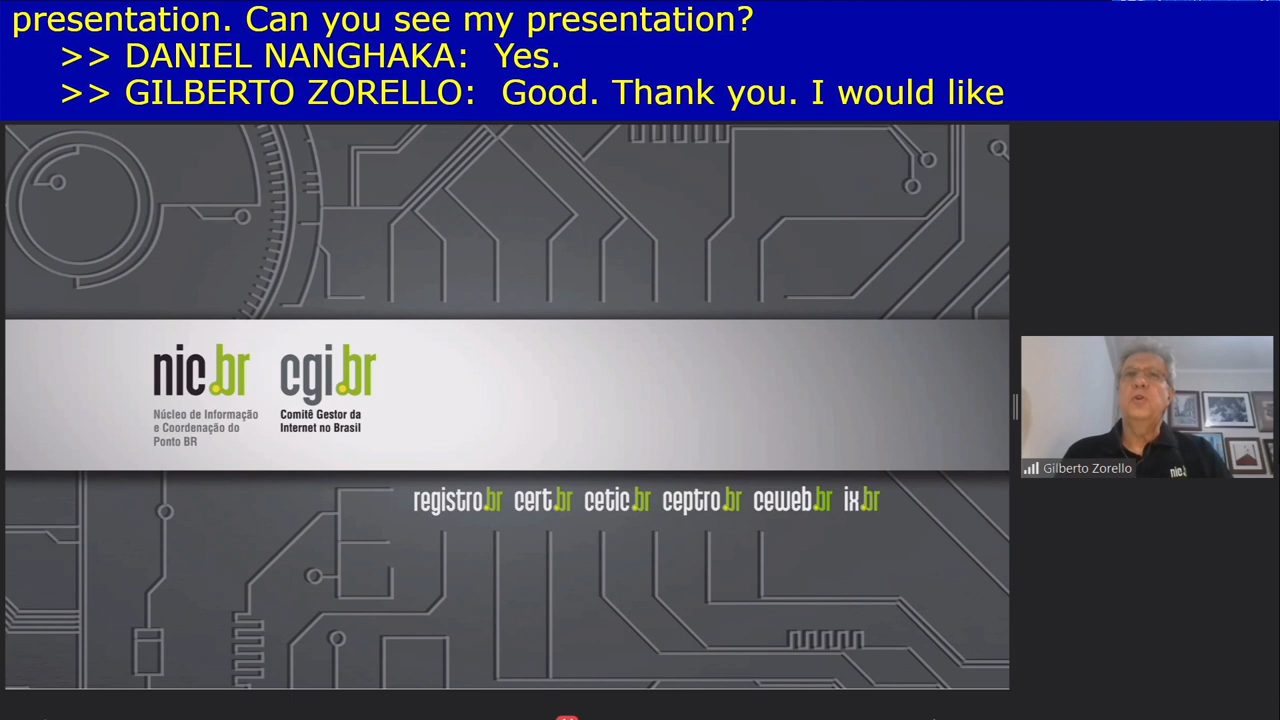 presentation. Can you see my presentation?
>> DANIEL NANGHAKA: Yes.
>> GILBERTO ZORELLO: Good. Thank you. I would like
nic.br cgi.br
Núcleo de Informação
e Coordenação do
Ponto BR
Comitê Gestor da
Internet no Brasil
registro.br cert.br cetic.br ceptro.br ceweb.br ix.br
nic.
Gilberto Zorello